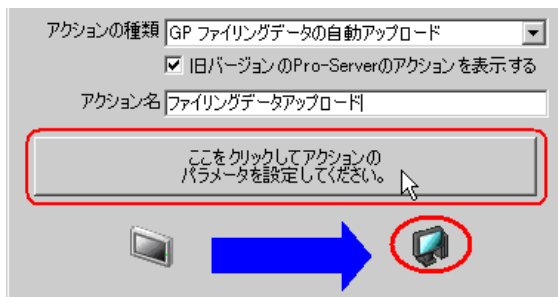 アクションの種類 GP ファイリングデータの自動アップロード
旧バージョンのPro-Serverのアクションを表示する
アクション名 ファイリングデータアップロード
ここをクリックしてアクションの
パラメータを設定してください。